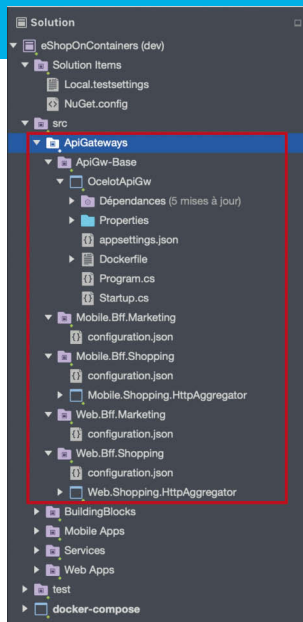 Solution
eShopOnContainers (dev)
Solution Items
Local.testsettings
NuGet.config
src
ApiGateways
ApiGw-Base
OcelotApiGw
Dépendances (5 mises à jour)
Properties
appsettings.json
Dockerfile
Program.cs
Startup.cs
Mobile.Bff.Marketing
configuration.json
Mobile.Bff.Shopping
configuration.json
Mobile.Shopping.HttpAggregator
Web.Bff.Marketing
configuration.json
Web.Bff.Shopping
configuration.json
Web.Shopping.HttpAggregator
BuildingBlocks
Mobile Apps
Services
Web Apps
test
docker-compose